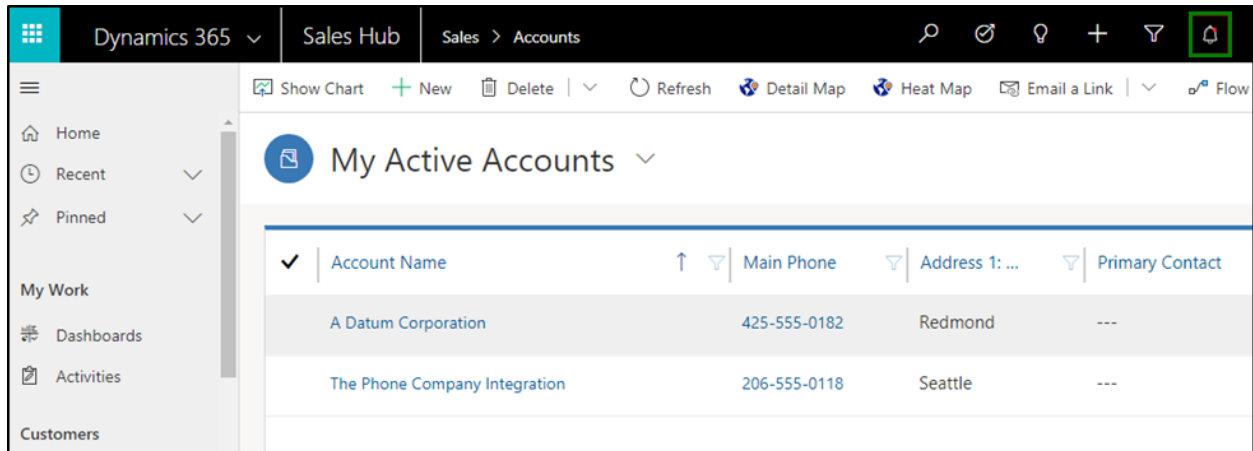 Dynamics 365 Sales Hub Sales > Accounts
Show Chart New Delete Refresh Detail Map Heat Map Email a Link Flow
Home
Recent
Pinned
My Work
Dashboards
Activities
Customers
My Active Accounts
Account Name Main Phone Address 1: ... Primary Contact
A Datum Corporation 425-555-0182 Redmond ---
The Phone Company Integration 206-555-0118 Seattle ---